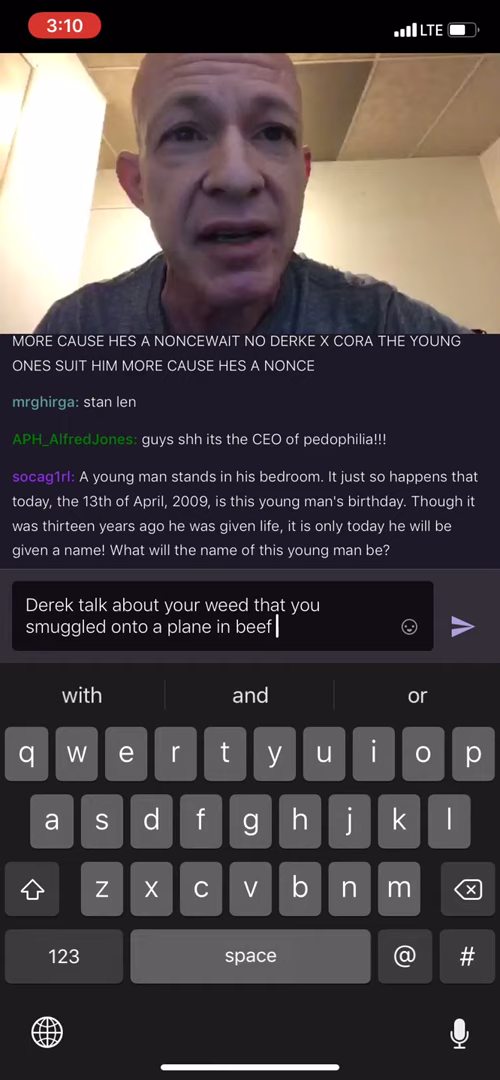 3:10
LTE
MORE CAUSE HES A NONCEWAIT NO DERKE X CORA THE YOUNG
ONES SUIT HIM MORE CAUSE HES A NONCE
mrghirga: stan len
APH_AlfredJones: guys shh its the CEO of pedophilia!!!
socag1rl: A young man stands in his bedroom. It just so happens that
today, the 13th of April, 2009, is this young man's birthday. Though it
was thirteen years ago he was given life, it is only today he will be
given a name! What will the name of this young man be?
Derek talk about your weed that you
smuggled onto a plane in beef
with and or
q w e r t y u i o p
a s d f g h j k l
z x c v b n m
123 space @ #